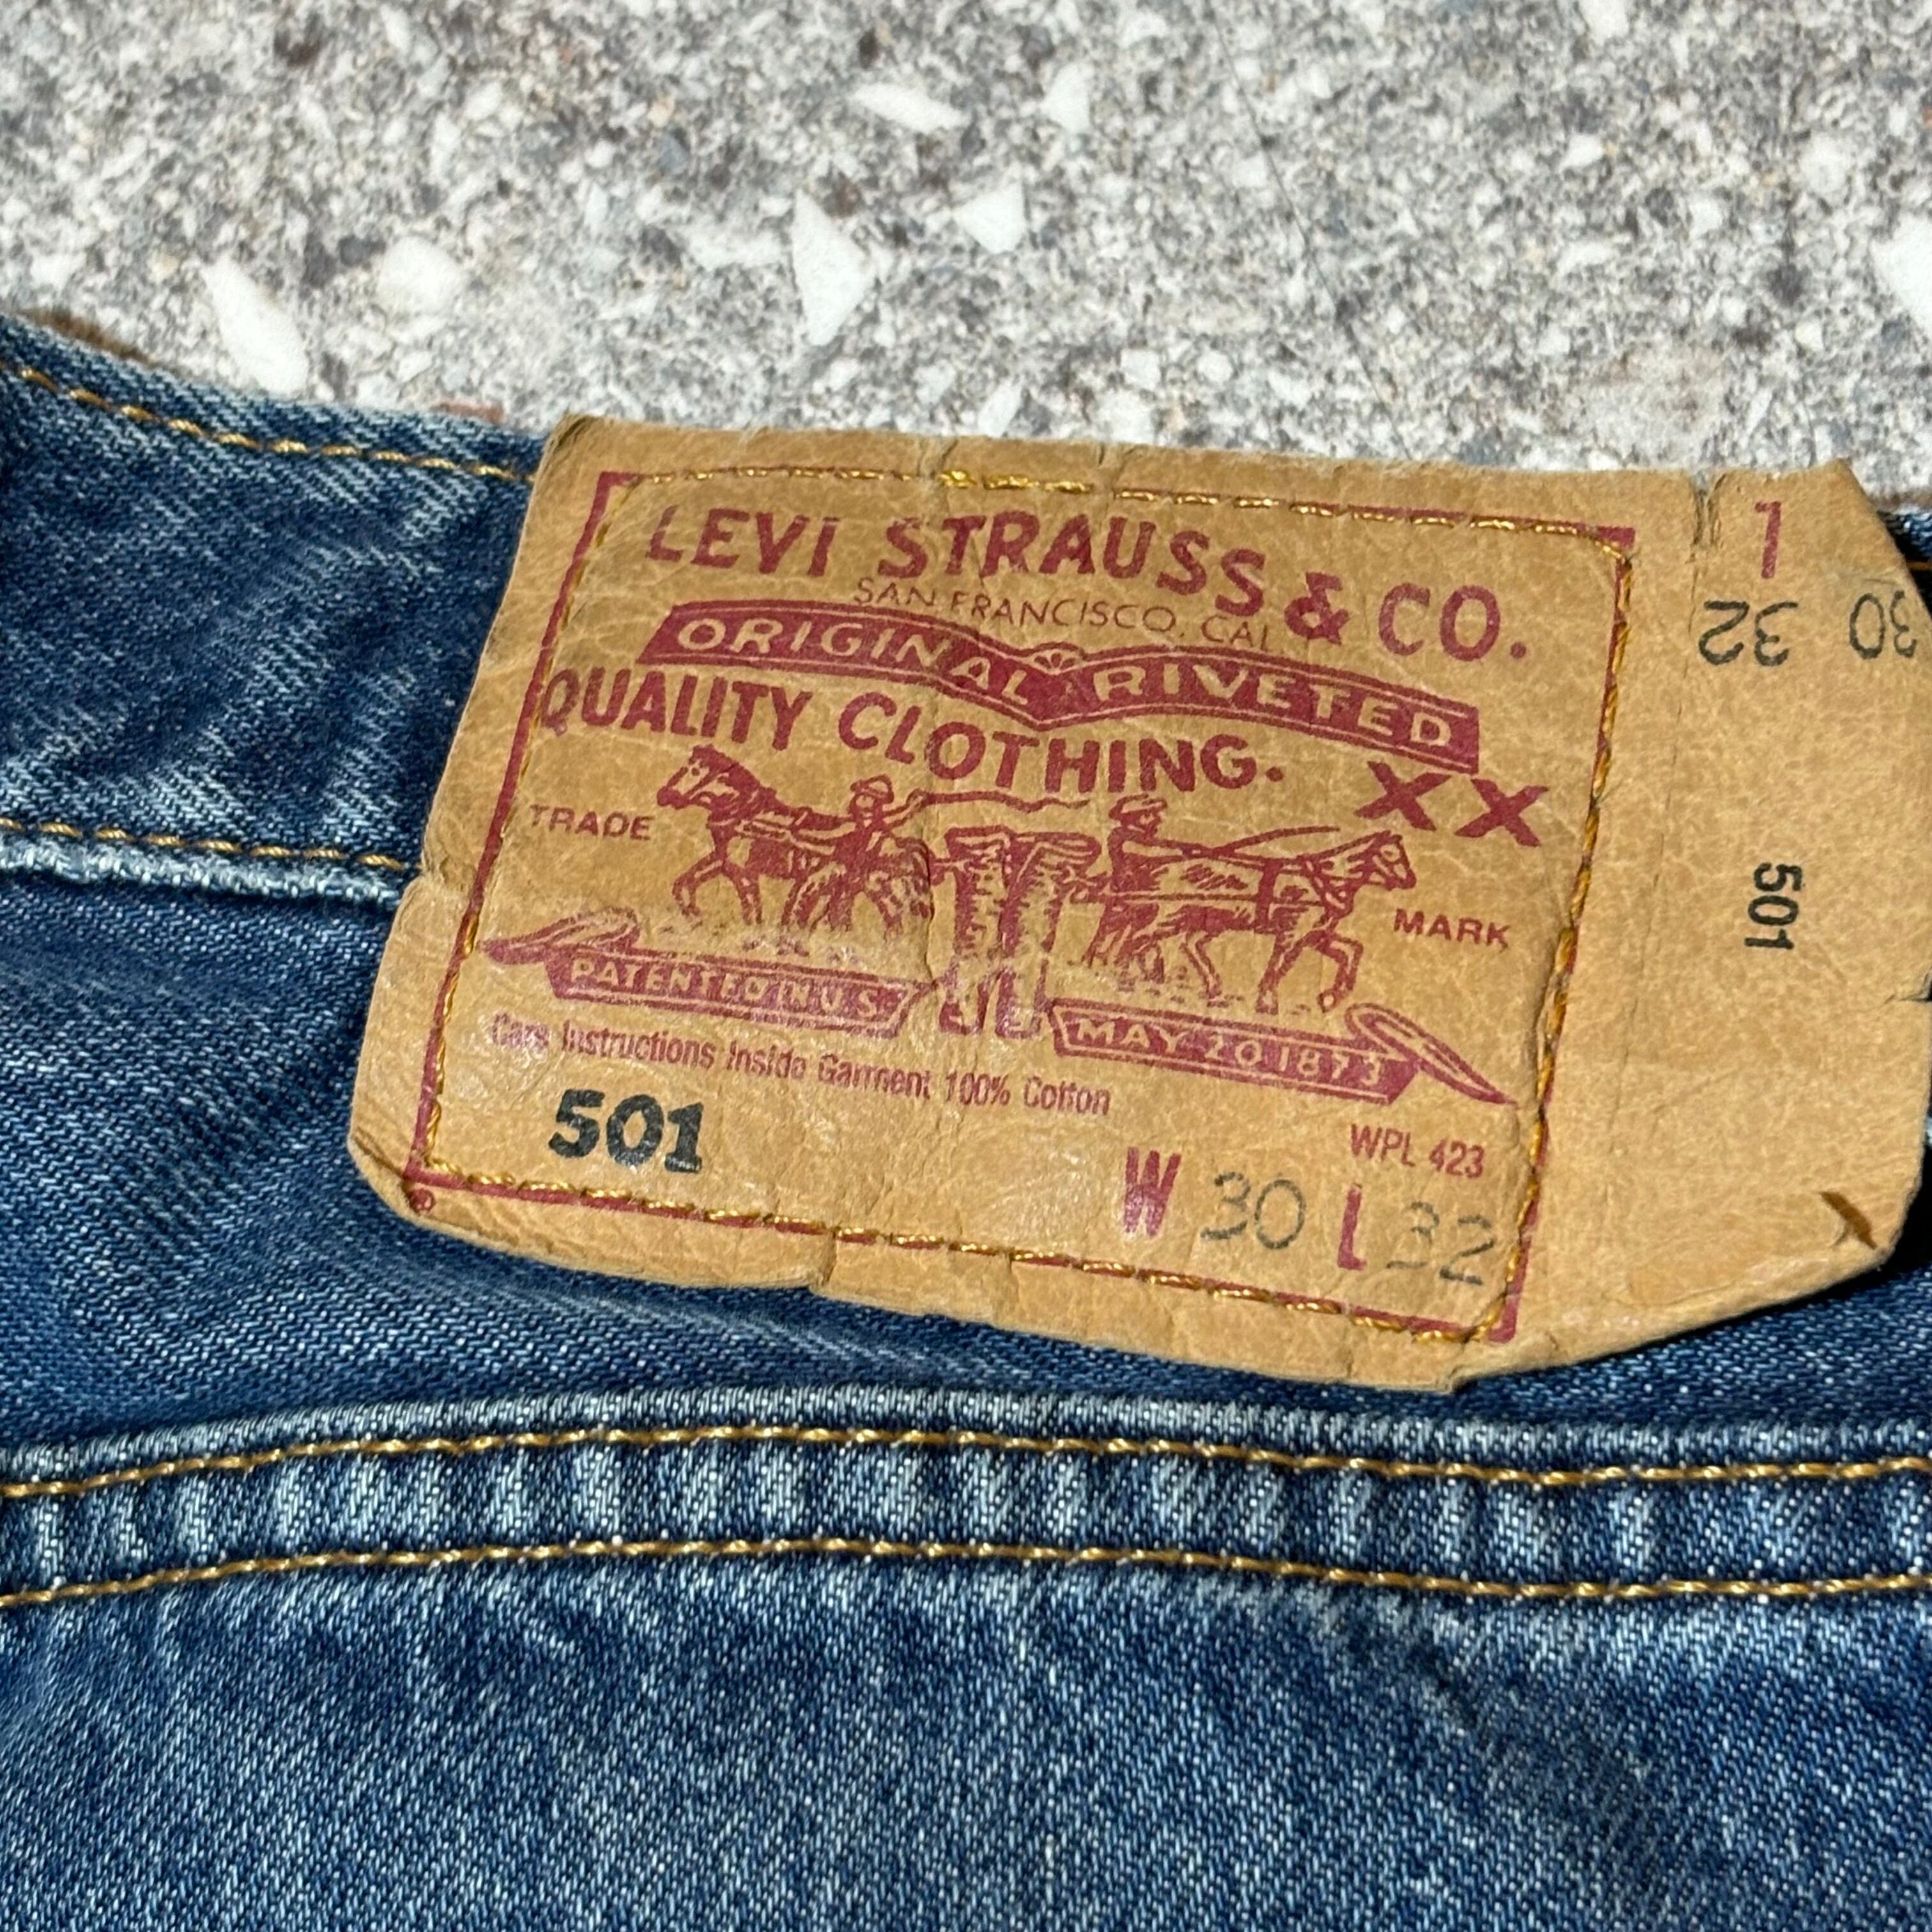 LEVI STRAUSS & CO.
SAN FRANCISCO, CAL
ORIGINAL RIVETED
QUALITY CLOTHING.
XX
TRADE MARK
PATENTED IN U.S.
MAY 20 1873
Care Instructions Inside Garment 100% Cotton
501
WPL 423
W 30 L 32
®
L
32 32
30
501